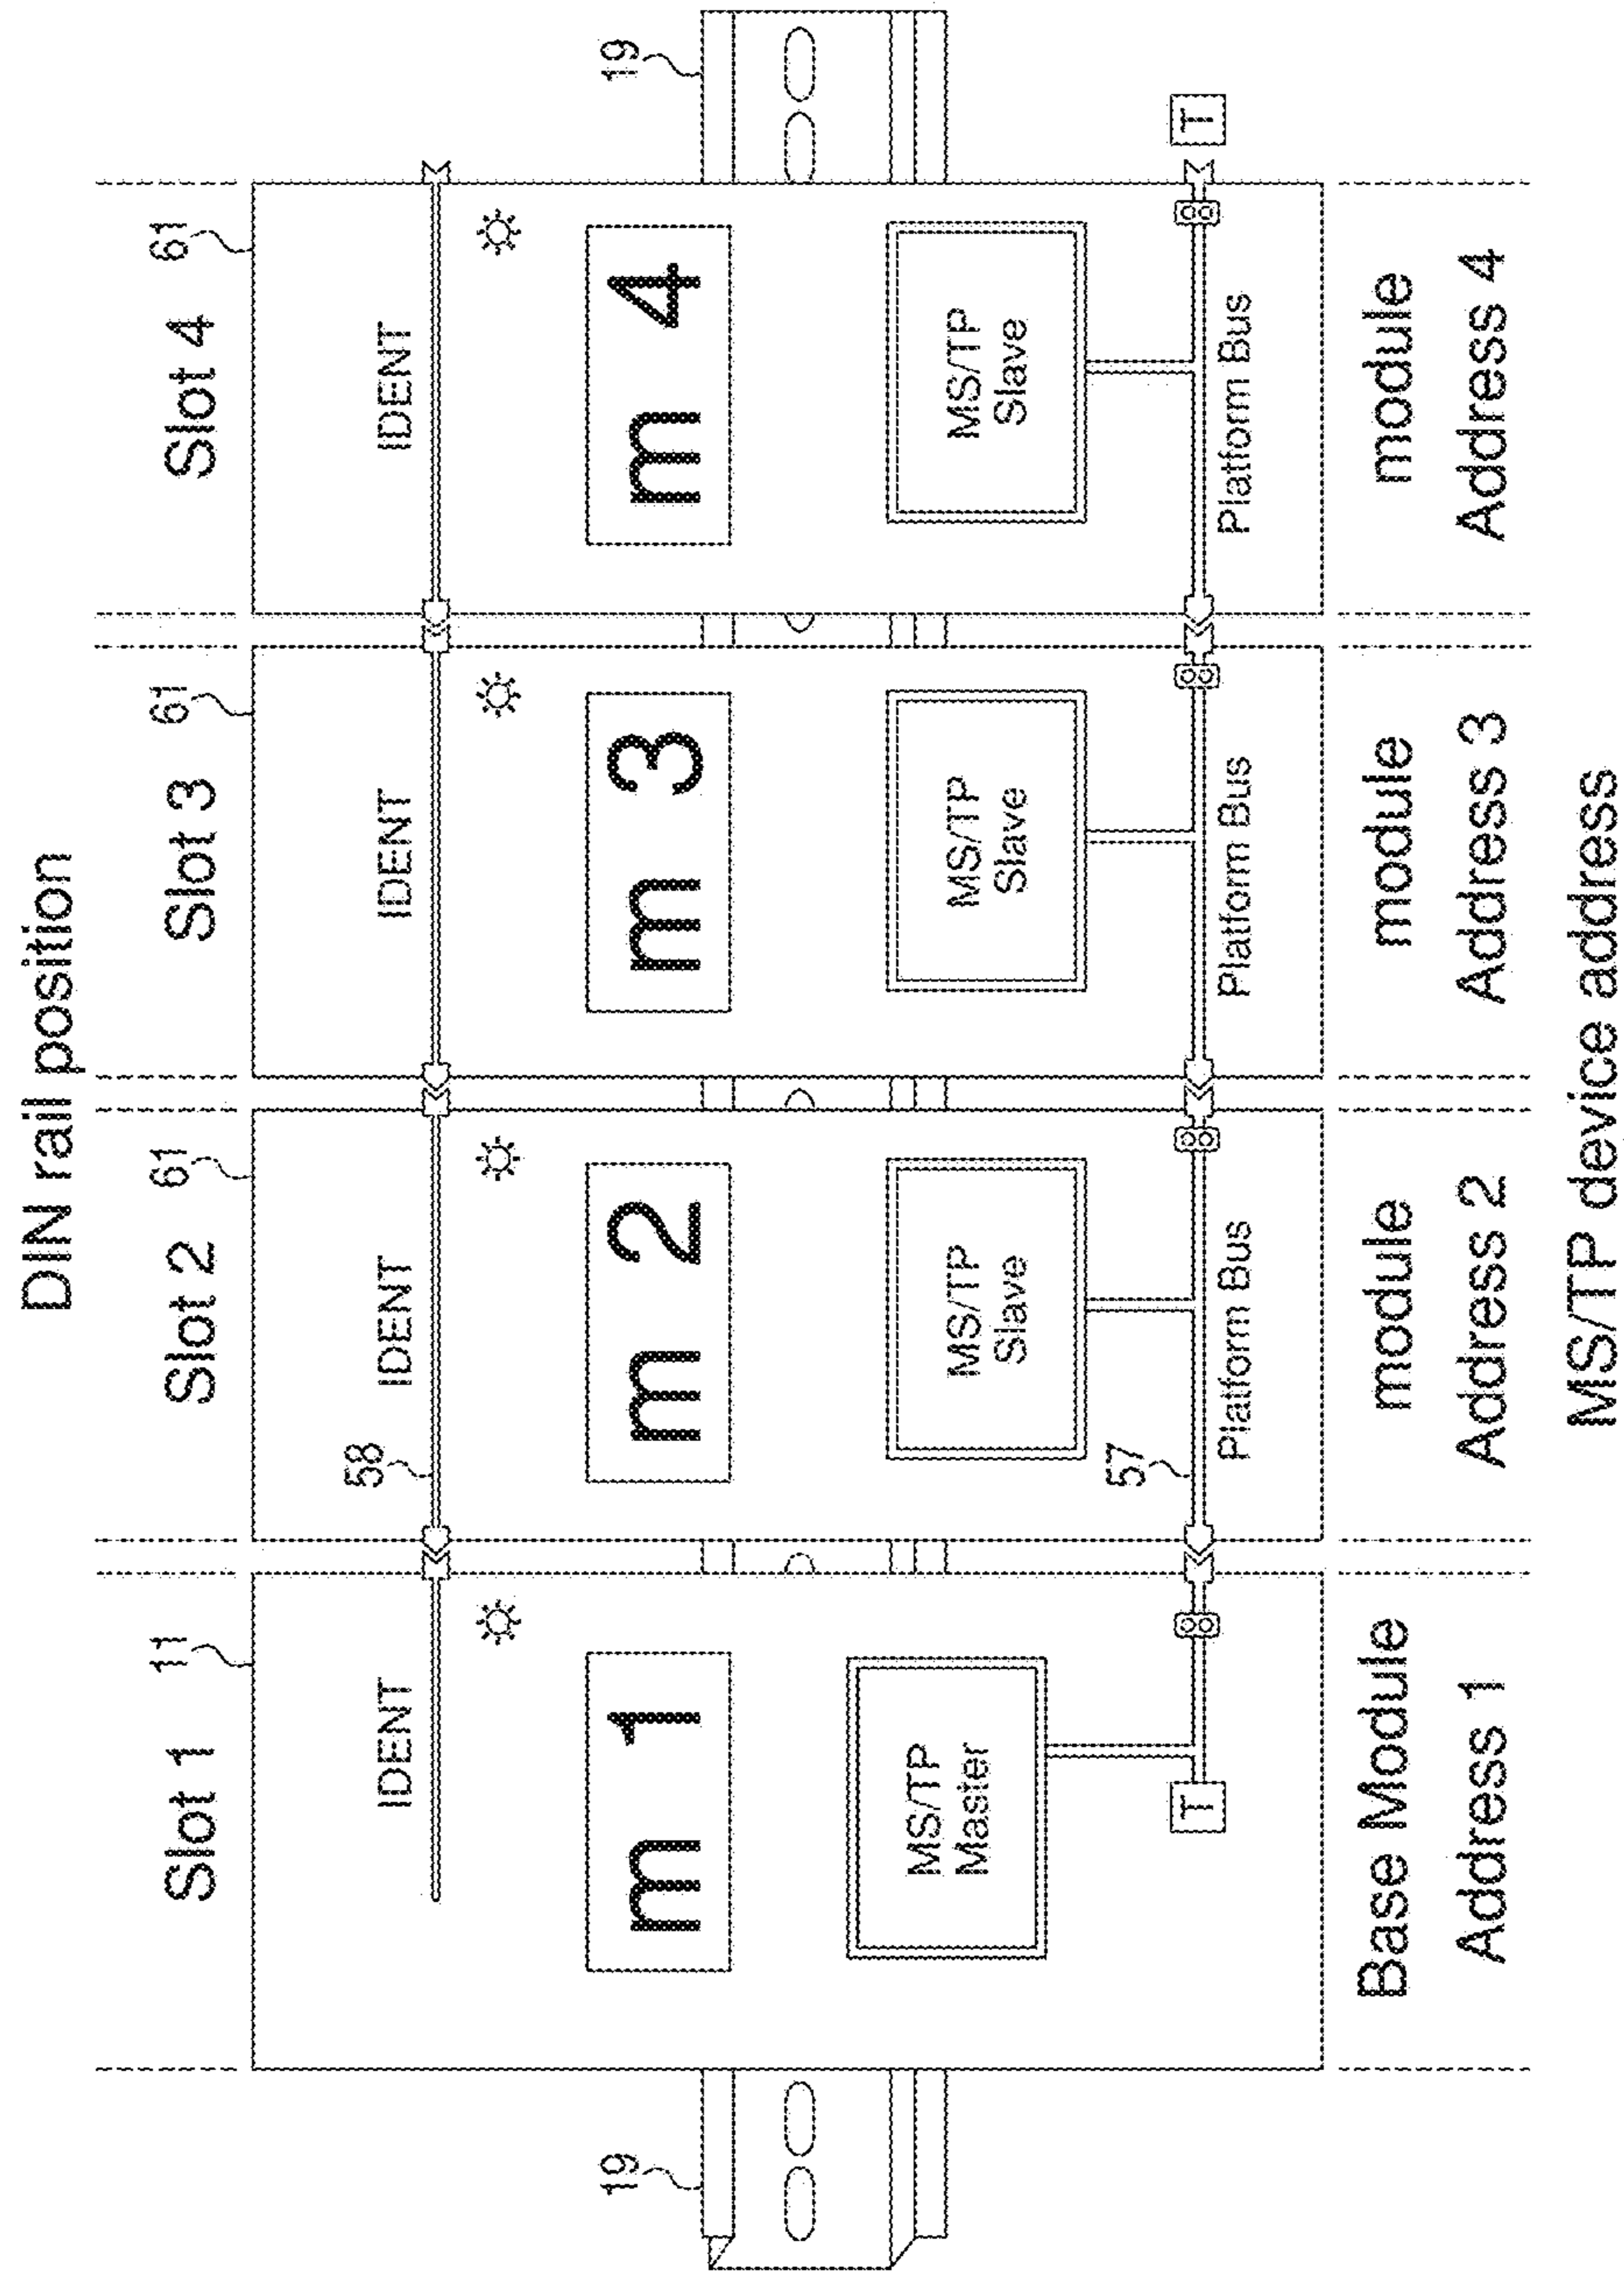 DIN rail position
Slot 1
Slot 2
Slot 3
Slot 4
11
61
61
61
IDENT
IDENT
IDENT
IDENT
58
m 1
m 2
m 3
m 4
19
19
MS/TP
Master
MS/TP
Slave
MS/TP
Slave
MS/TP
Slave
57
T
T
Platform Bus
Platform Bus
Platform Bus
Base Module
Address 1
module
Address 2
module
Address 3
module
Address 4
MS/TP device address